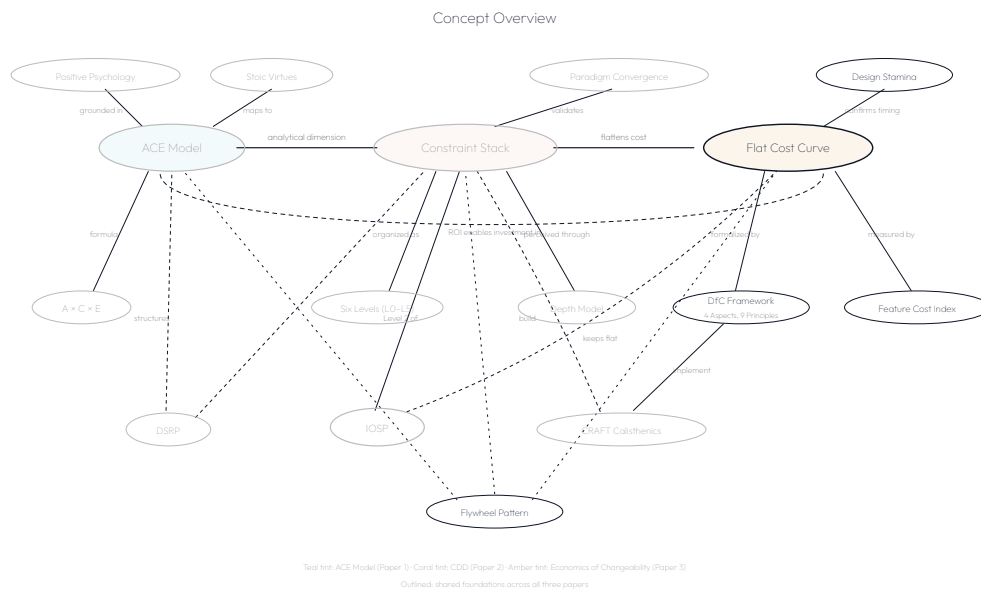 Concept Overview
Positive Psychology
Stoic Virtues
Paradigm Convergence
Design Stamina
grounded in
maps to
validates
confirms timing
ACE Model
analytical dimension
Constraint Stack
flattens cost
Flat Cost Curve
formula
organized as
ROI enables investment in
perceived through
formalized by
measured by
A × C × E
Six Levels (L0–L5)
Depth Model
DfC Framework
4 Aspects, 9 Principles
Feature Cost Index
structures
Level 2 of
build
keeps flat
implement
DSRP
IOSP
CRAFT Calisthenics
Flywheel Pattern
Teal tint: ACE Model (Paper 1) · Coral tint: CDD (Paper 2) · Amber tint: Economics of Changeability (Paper 3)
Outlined: shared foundations across all three papers